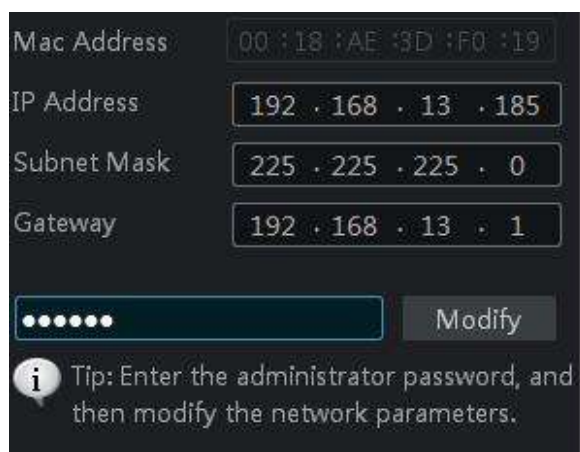 Mac Address 00 : 18 : AE : 3D : F0 : 19
IP Address 192 . 168 . 13 . 185
Subnet Mask 225 . 225 . 225 . 0
Gateway 192 . 168 . 13 . 1
●●●●●● Modify
i Tip: Enter the administrator password, and
then modify the network parameters.